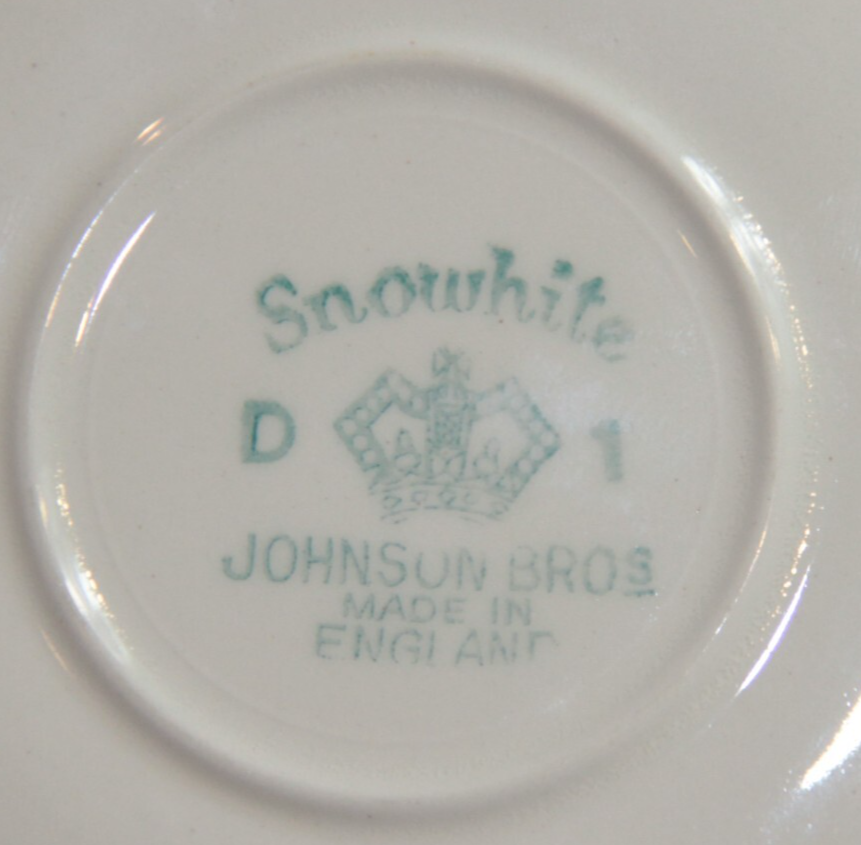 Snowhite
D 1
JOHNSON BROS
MADE IN
ENGLAND